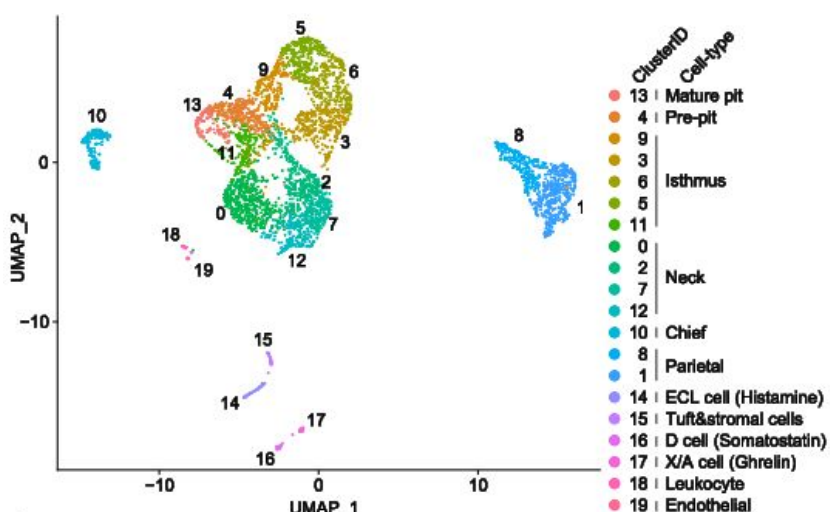 ClusterID Cell-type
13 Mature pit
4 Pre-pit
9
3
6 Isthmus
5
11
0
2 Neck
7
12
10 Chief
8 Parietal
1
14 ECL cell (Histamine)
15 Tuft&stromal cells
16 D cell (Somatostatin)
17 X/A cell (Ghrelin)
18 Leukocyte
19 Endothelial
5
9 6
4
13
10
3
11
8
2
0 7
1
12
18
19
15
14
17
16
0
−10
UMAP_2
−10 0 10
UMAP_1